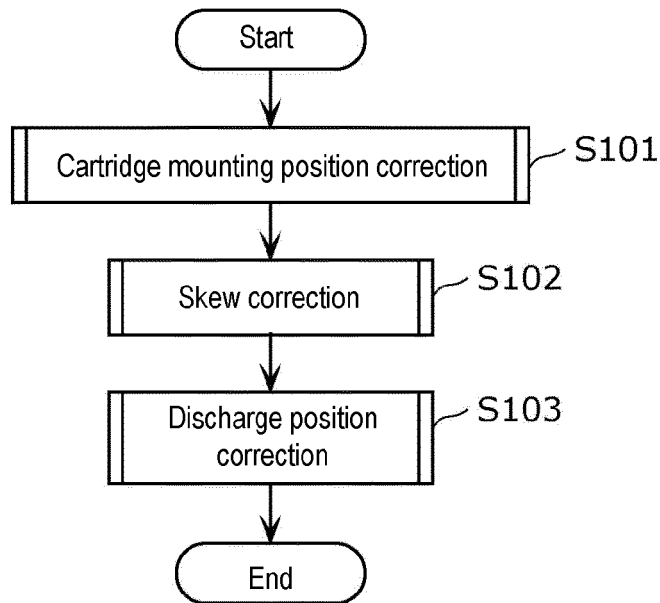 Start
Cartridge mounting position correction
S101
Skew correction
S102
Discharge position
correction
S103
End